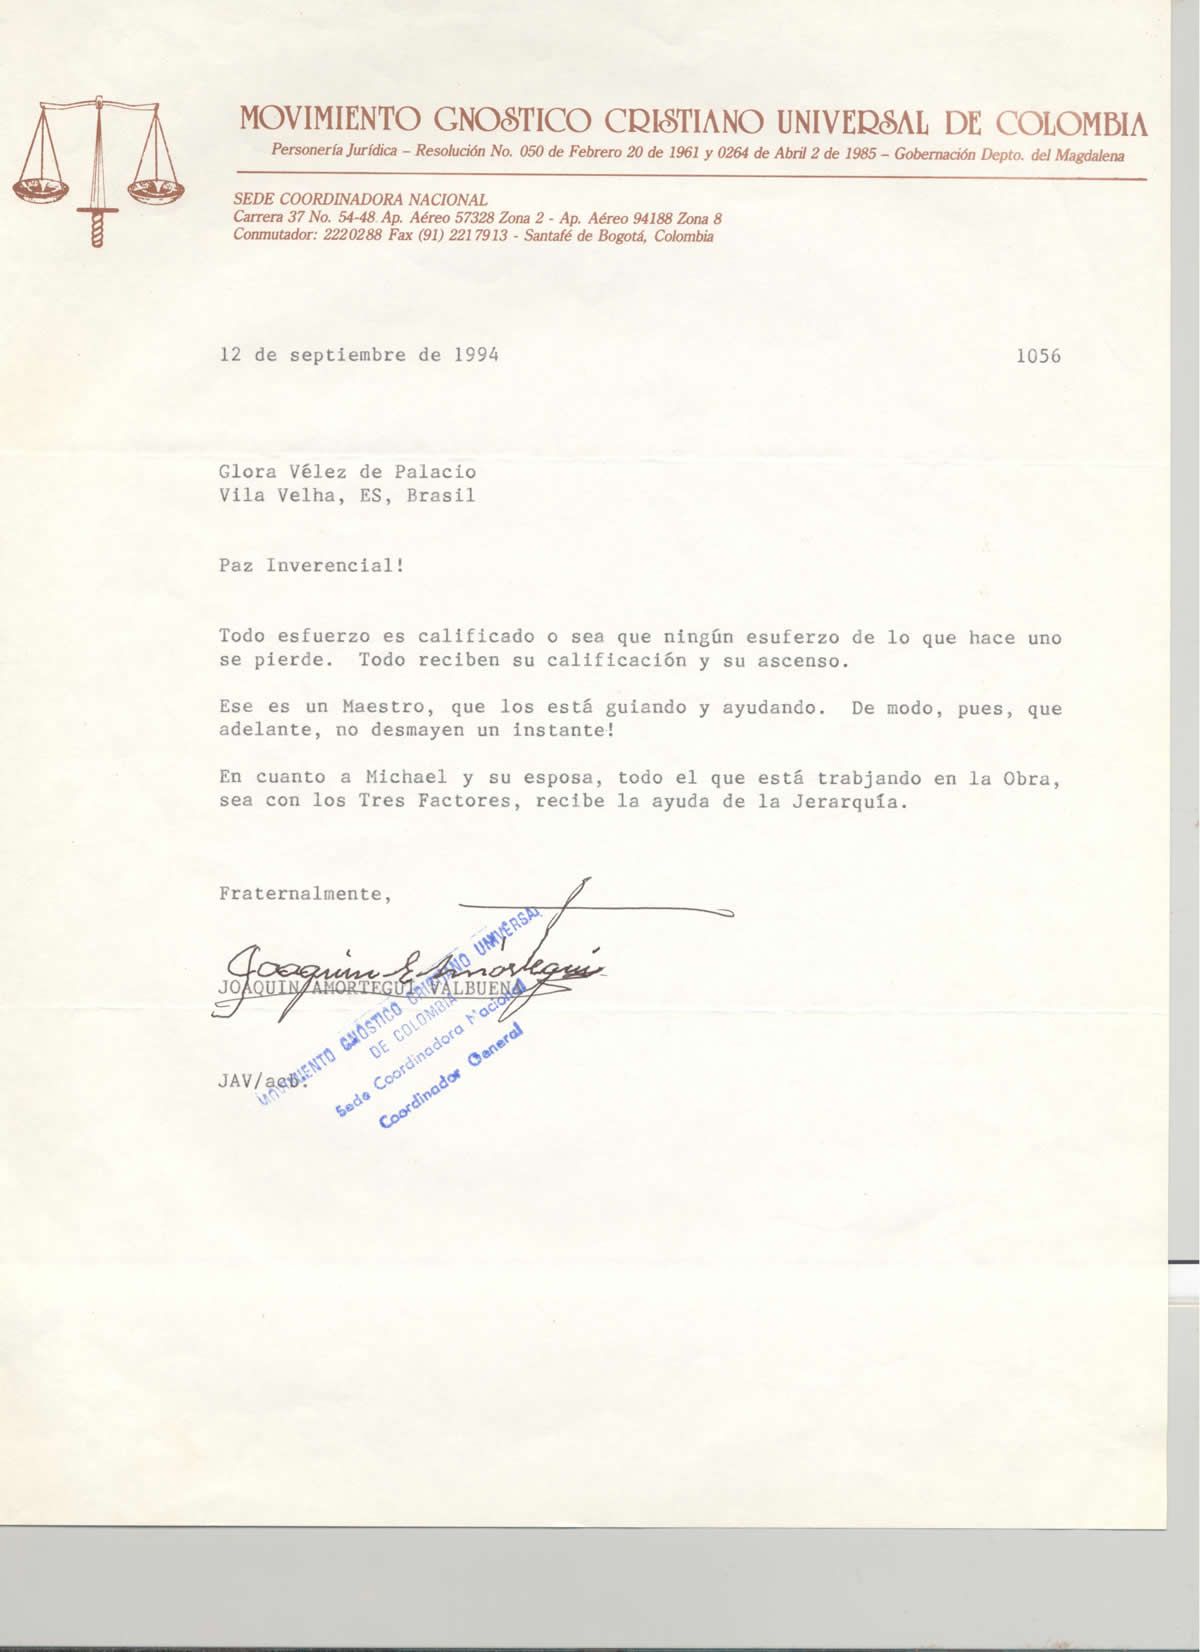 MOVIMIENTO GNOSTICO CRISTIANO UNIVERSAL DE COLOMBIA
Personería Jurídica – Resolución No. 050 de Febrero 20 de 1961 y 0264 de Abril 2 de 1985 – Gobernación Depto. del Magdalena
SEDE COORDINADORA NACIONAL
Carrera 37 No. 54-48 Ap. Aéreo 57328 Zona 2 - Ap. Aéreo 94188 Zona 8
Conmutador: 2220288 Fax (91) 2217913 - Santafé de Bogotá, Colombia
12 de septiembre de 1994 1056
Glora Vélez de Palacio
Vila Velha, ES, Brasil
Paz Inverencial!
Todo esfuerzo es calificado o sea que ningún esuferzo de lo que hace uno
se pierde. Todo reciben su calificación y su ascenso.
Ese es un Maestro, que los está guiando y ayudando. De modo, pues, que
adelante, no desmayen un instante!
En cuanto a Michael y su esposa, todo el que está trabjando en la Obra,
sea con los Tres Factores, recibe la ayuda de la Jerarquía.
Fraternalmente,
Joaquin E Amortegui
JOAQUIN AMORTEGUI VALBUENA
MOVIMIENTO GNOSTICO CRISTIANO UNIVERSAL
DE COLOMBIA
Sede Coordinadora Nacional
Coordinador General
JAV/acb.